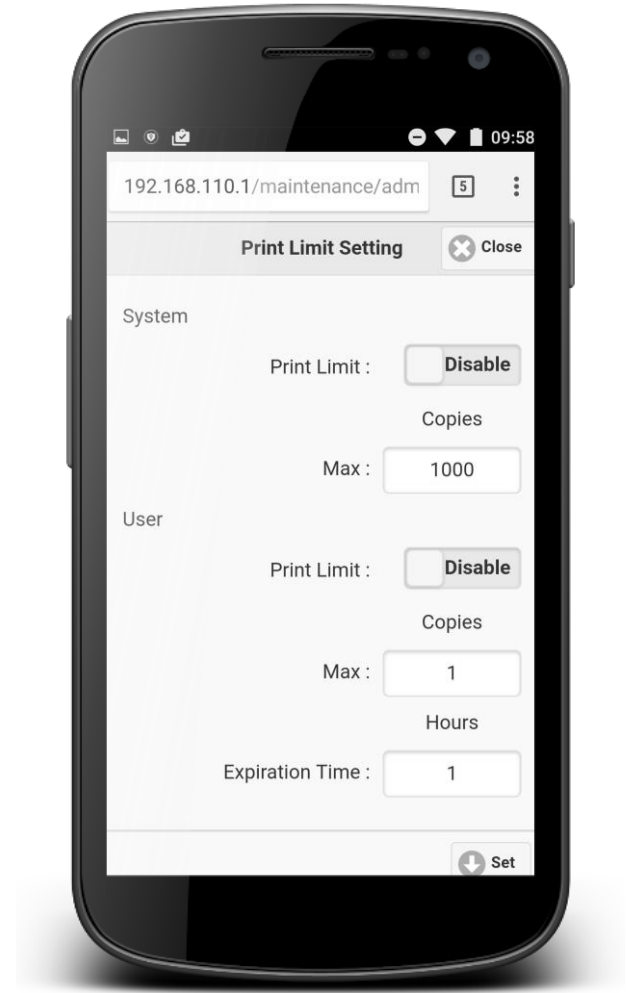 09:58
192.168.110.1/maintenance/adm
5
Print Limit Setting
Close
System
Print Limit :
Disable
Copies
Max :
1000
User
Print Limit :
Disable
Copies
Max :
1
Hours
Expiration Time :
1
Set